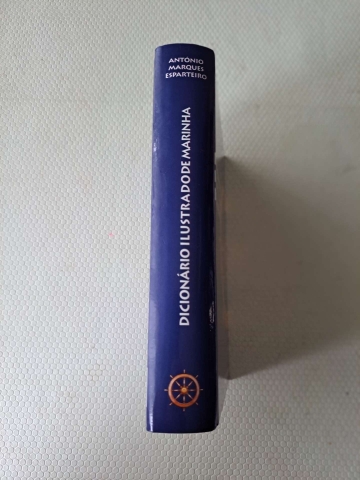 ANTÓNIO
MARQUES
ESPARTEIRO
DICIONÁRIO ILUSTRADO DE MARINHA